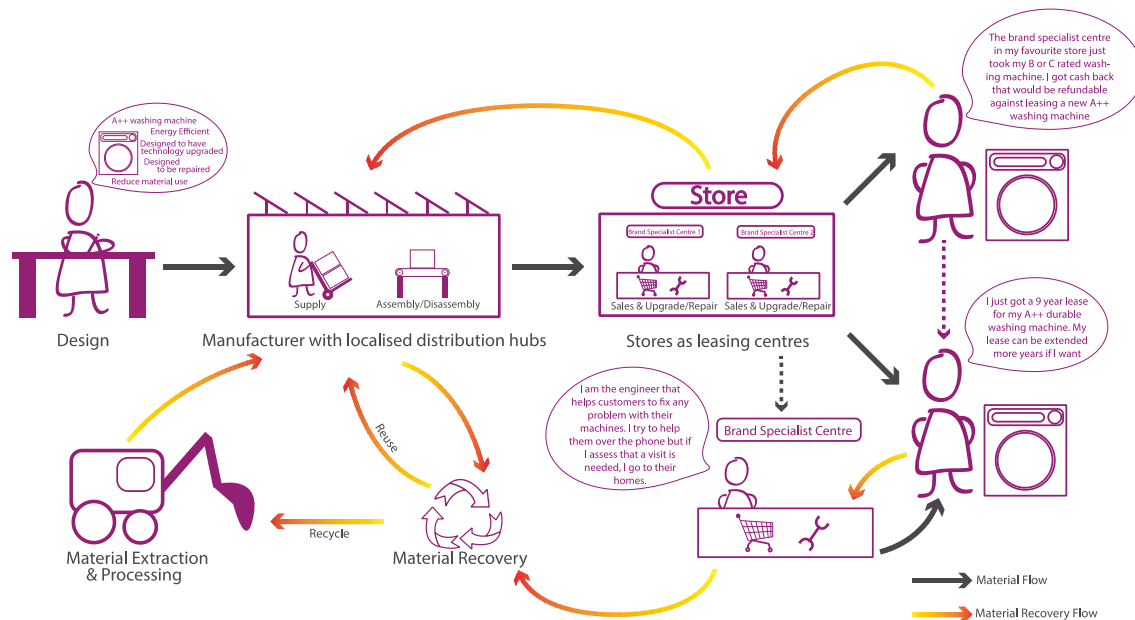 The brand specialist centre
in my favourite store just
took my B or C rated wash-
ing machine. I got cash back
that would be refundable
against leasing a new A++
washing machine
A++ washing machine
Energy Efficient
Designed to have
technology upgraded
Designed
to be repaired
Reduce material use
Store
Brand Specialist Centre 1
Brand Specialist Centre 2
Supply
Assembly/Disassembly
Sales & Upgrade/Repair
Sales & Upgrade/Repair
Design
Manufacturer with localised distribution hubs
Stores as leasing centres
I just got a 9 year lease
for my A++ durable
washing machine. My
lease can be extended
more years if I want
I am the engineer that
helps customers to fix any
problem with their
machines. I try to help
them over the phone but if
I assess that a visit is
needed, I go to their
homes.
Brand Specialist Centre
Reuse
Recycle
Material Extraction
& Processing
Material Recovery
Material Flow
Material Recovery Flow